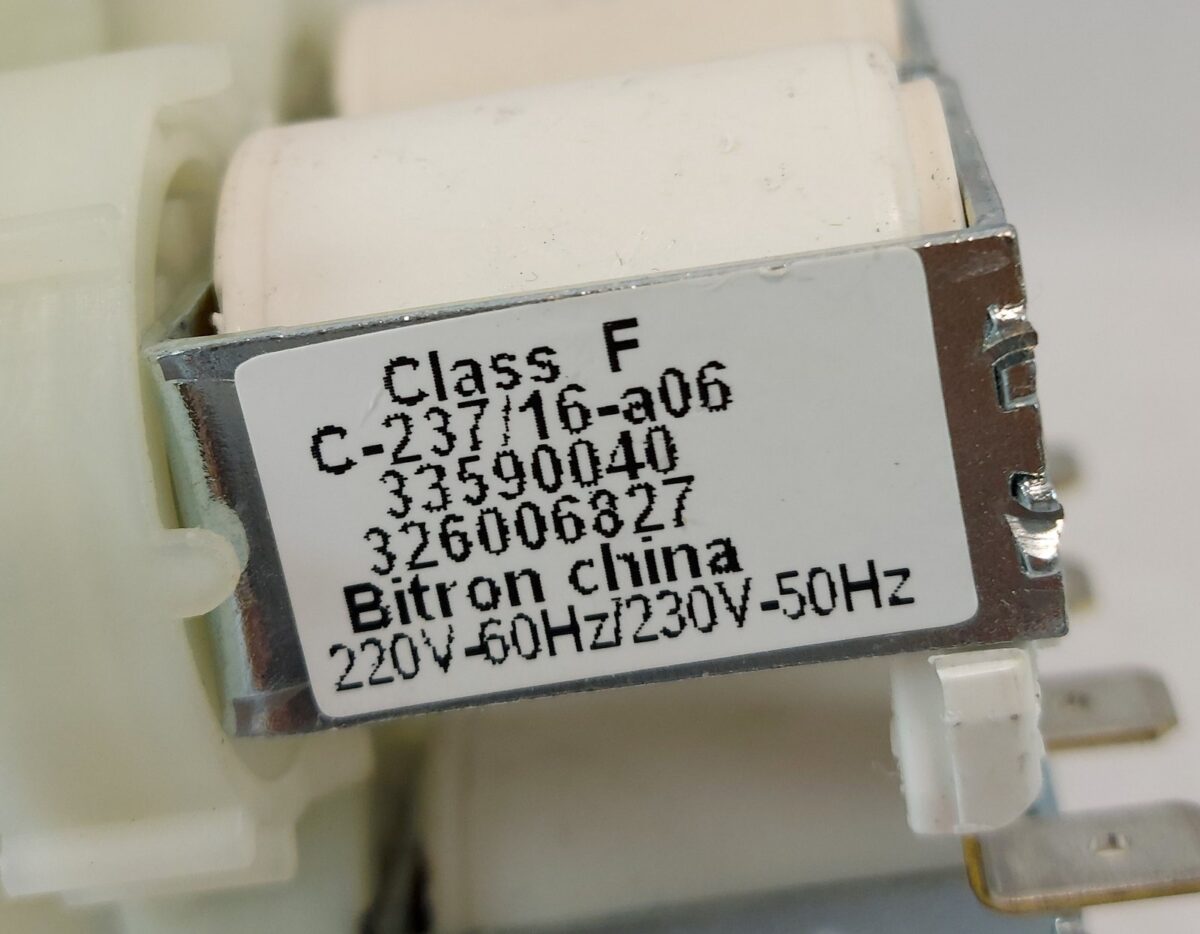 Class F
C-237/16-a06
33590040
326006827
Bitron china
220V-60Hz/230V-50Hz